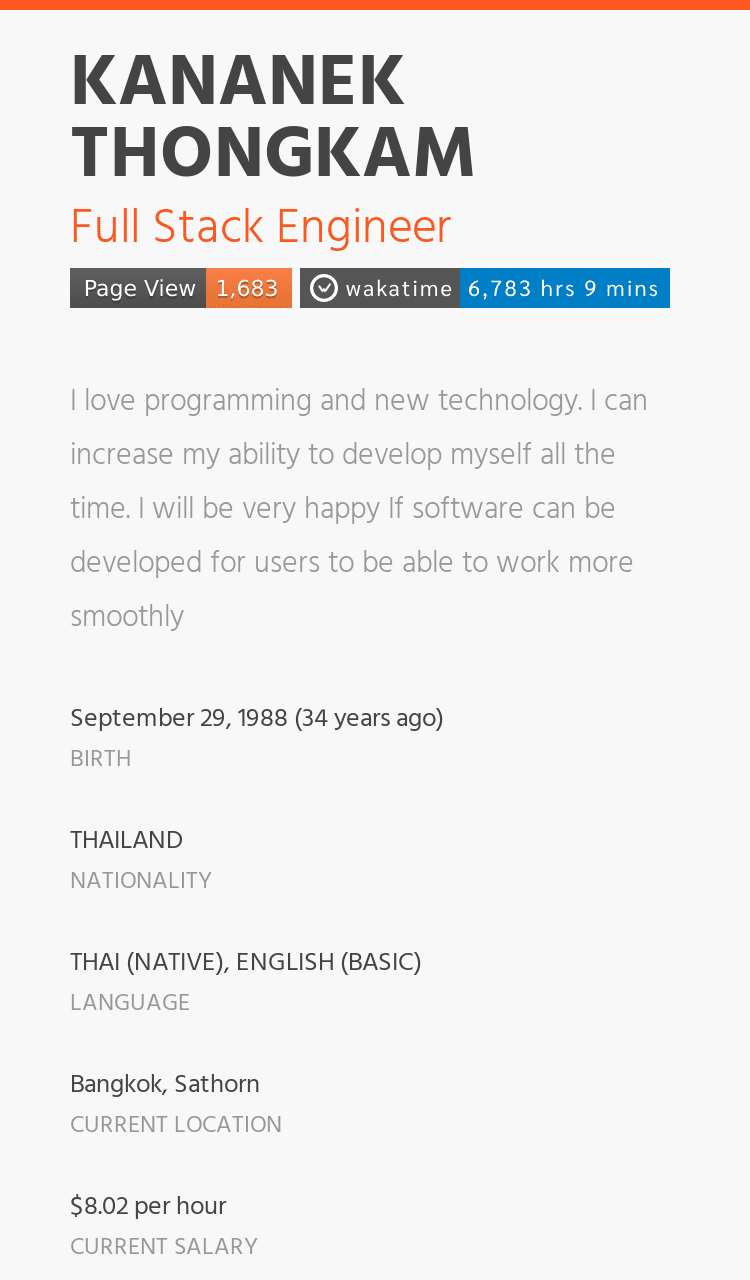 KANANEK
THONGKAM
Full Stack Engineer
Page View 1,683 wakatime 6,783 hrs 9 mins
I love programming and new technology. I can
increase my ability to develop myself all the
time. I will be very happy If software can be
developed for users to be able to work more
smoothly
September 29, 1988 (34 years ago)
BIRTH
THAILAND
NATIONALITY
THAI (NATIVE), ENGLISH (BASIC)
LANGUAGE
Bangkok, Sathorn
CURRENT LOCATION
$8.02 per hour
CURRENT SALARY